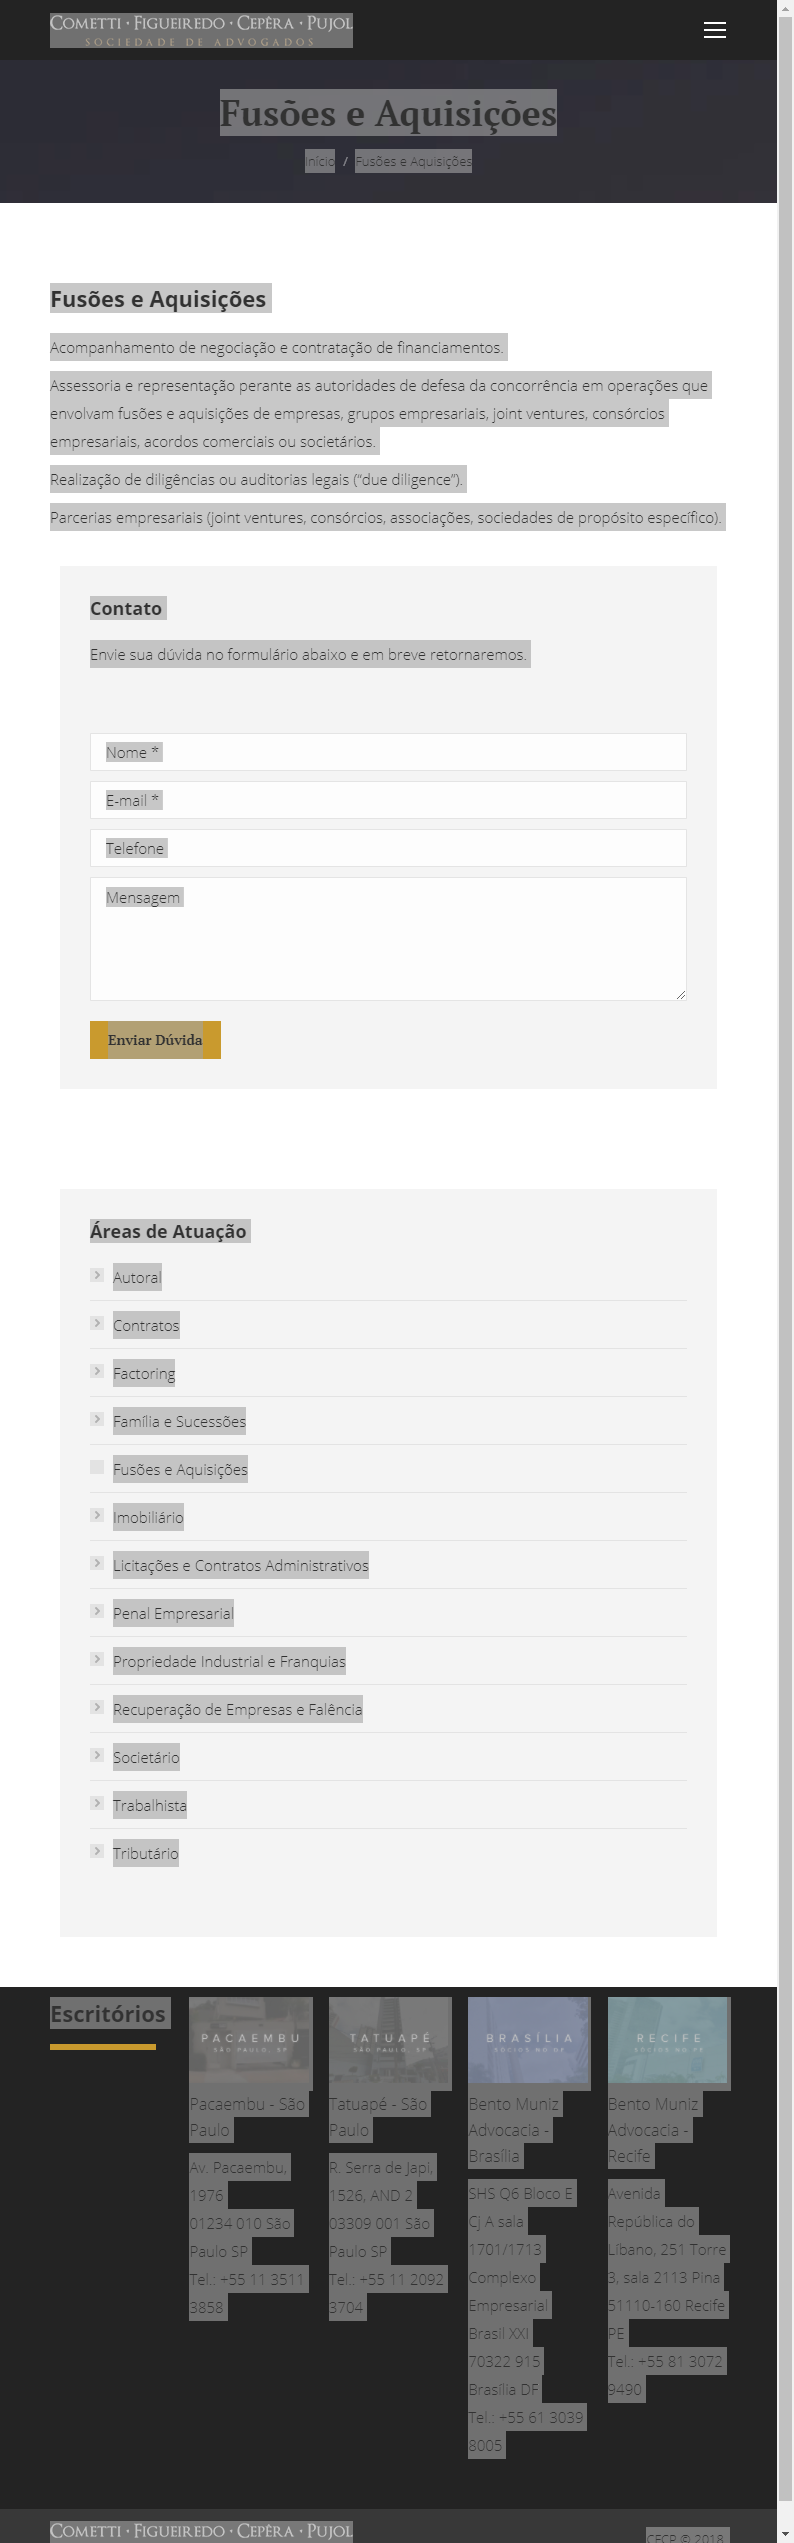 COMETTI · FIGUEIREDO · CEPÊRA · PUJOL
SOCIEDADE DE ADVOGADOS
Fusões e Aquisições
Início / Fusões e Aquisições
Fusões e Aquisições
Acompanhamento de negociação e contratação de financiamentos.
Assessoria e representação perante as autoridades de defesa da concorrência em operações que
envolvam fusões e aquisições de empresas, grupos empresariais, joint ventures, consórcios
empresariais, acordos comerciais ou societários.
Realização de diligências ou auditorias legais (“due diligence”).
Parcerias empresariais (joint ventures, consórcios, associações, sociedades de propósito específico).
Contato
Envie sua dúvida no formulário abaixo e em breve retornaremos.
Nome *
E-mail *
Telefone
Mensagem
Enviar Dúvida
Áreas de Atuação
Autoral
Contratos
Factoring
Família e Sucessões
Fusões e Aquisições
Imobiliário
Licitações e Contratos Administrativos
Penal Empresarial
Propriedade Industrial e Franquias
Recuperação de Empresas e Falência
Societário
Trabalhista
Tributário
Escritórios
PACAEMBU
SÃO PAULO, SP
Pacaembu - São
Paulo
Av. Pacaembu,
1976
01234 010 São
Paulo SP
Tel.: +55 11 3511
3858
TATUAPÉ
SÃO PAULO, SP
Tatuapé - São
Paulo
R. Serra de Japi,
1526, AND 2
03309 001 São
Paulo SP
Tel.: +55 11 2092
3704
BRASÍLIA
SÓCIOS NO DF
Bento Muniz
Advocacia -
Brasília
SHS Q6 Bloco E
Cj A sala
1701/1713
Complexo
Empresarial
Brasil XXI
70322 915
Brasília DF
Tel.: +55 61 3039
8005
RECIFE
SÓCIOS NO PE
Bento Muniz
Advocacia -
Recife
Avenida
República do
Líbano, 251 Torre
3, sala 2113 Pina
51110-160 Recife
PE
Tel.: +55 81 3072
9490
COMETTI · FIGUEIREDO · CEPÊRA · PUJOL
CFCP © 2018